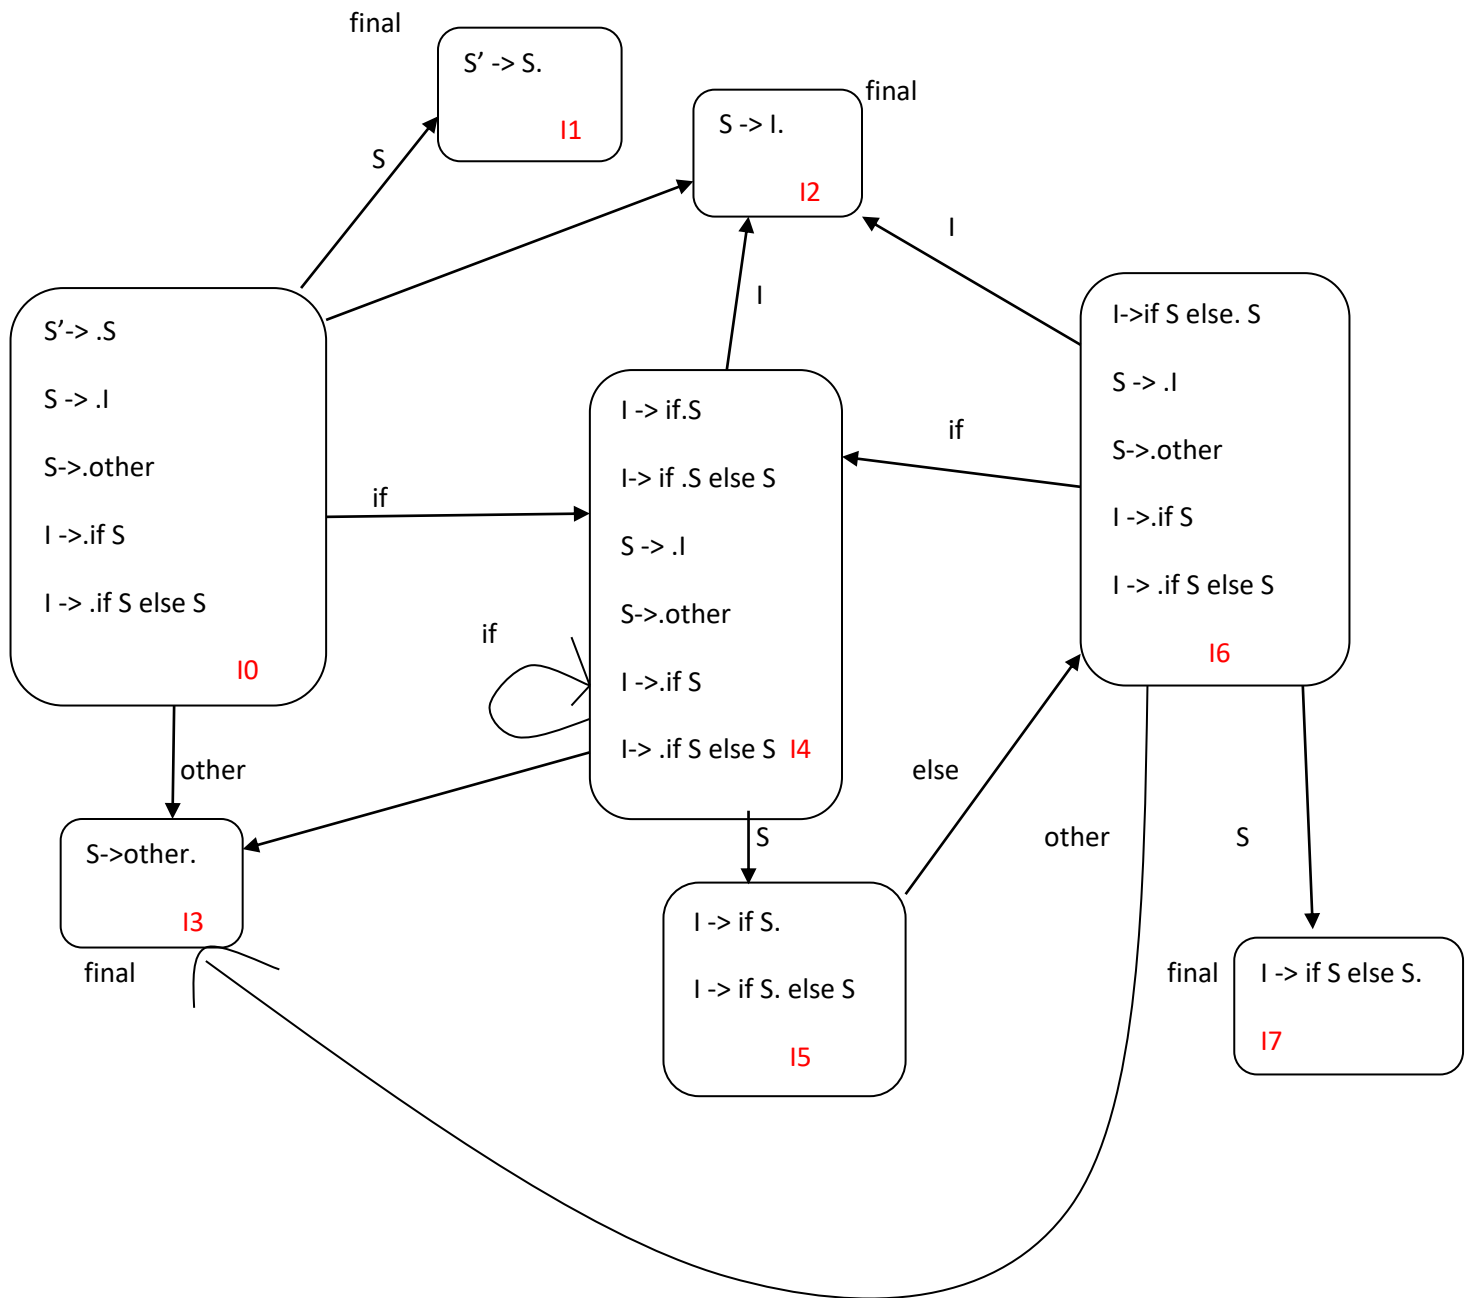 final
S’ -> S.
I1
final
S -> I.
I2
S
I
I
S’-> .S
S -> .I
S->.other
I ->.if S
I -> .if S else S
I0
if
I -> if.S
I-> if .S else S
S -> .I
S->.other
I ->.if S
I-> .if S else S I4
if
if
I->if S else. S
S -> .I
S->.other
I ->.if S
I -> .if S else S
I6
other
else
other
S
S
S->other.
I3
final
I -> if S.
I -> if S. else S
I5
final
I -> if S else S.
I7